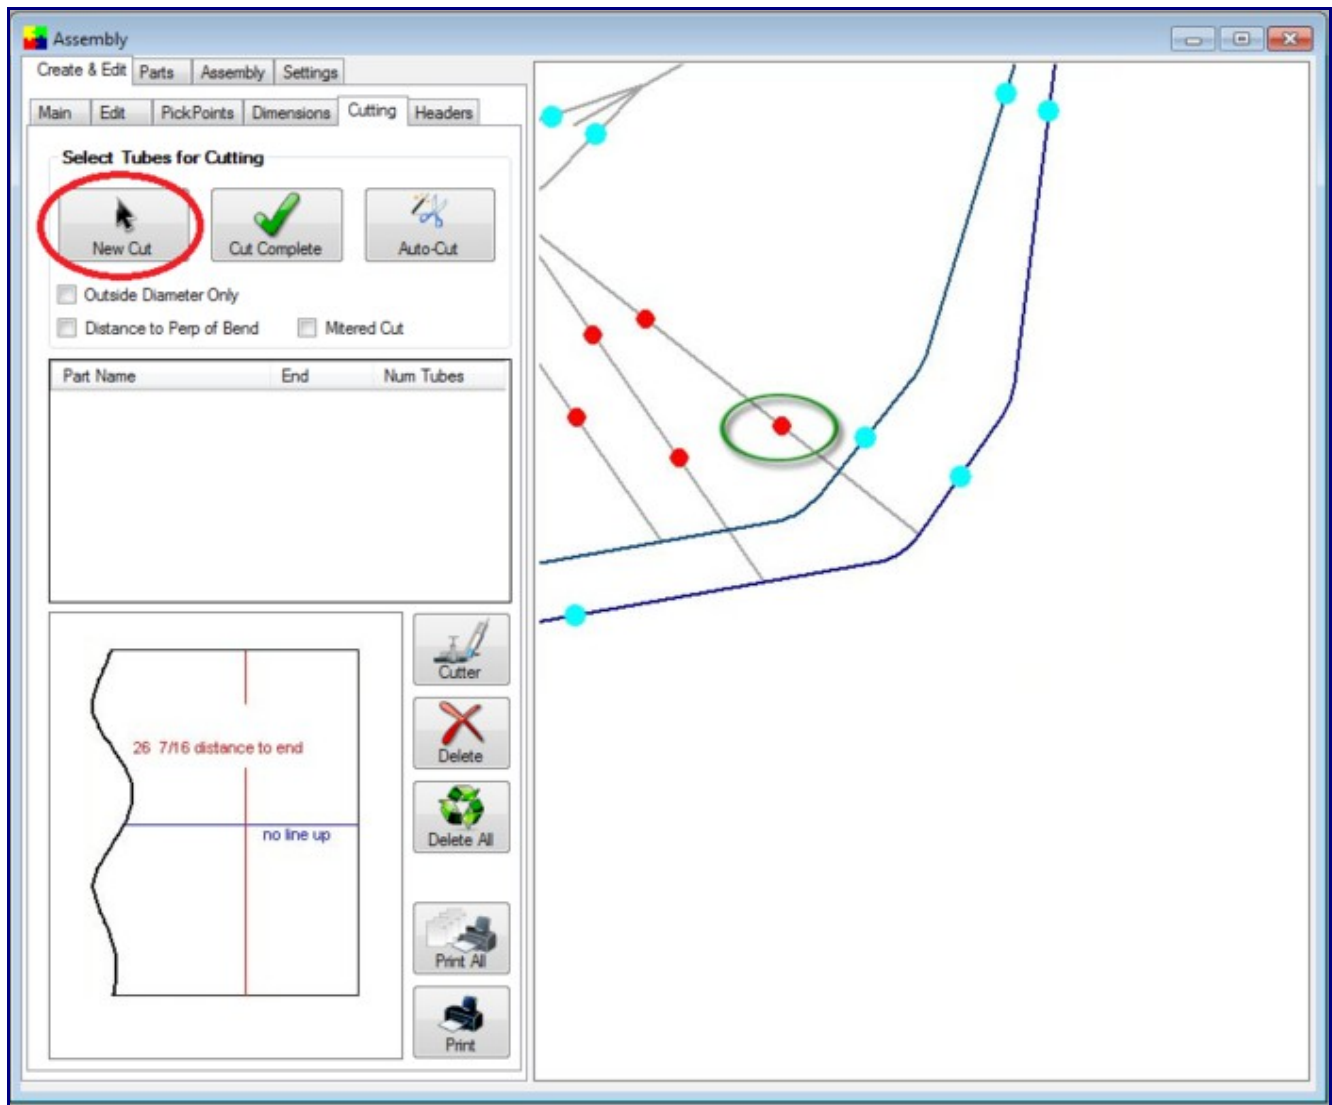 Assembly
Create & Edit Parts Assembly Settings
Main Edit PickPoints Dimensions Cutting Headers
Select Tubes for Cutting
New Cut Cut Complete Auto-Cut
Outside Diameter Only
Distance to Perp of Bend Mitered Cut
Part Name End Num Tubes
Cutter
26 7/16 distance to end
Delete
no line up
Delete All
Print All
Print